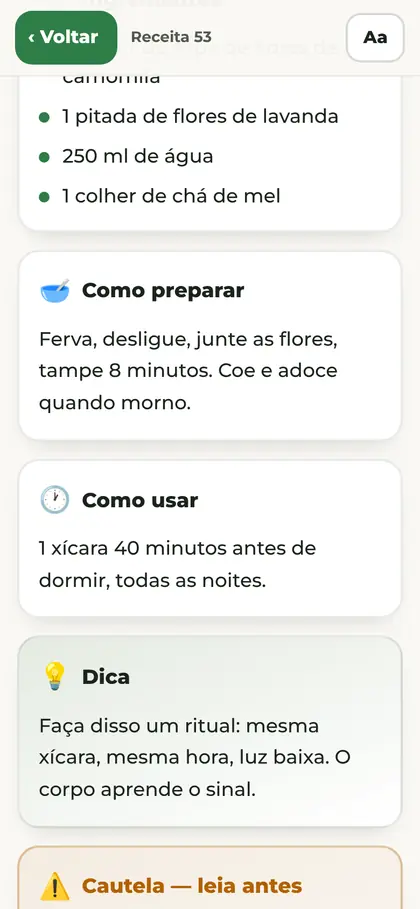 ‹ Voltar
Receita 53
Aa
camomila
1 pitada de flores de lavanda
250 ml de água
1 colher de chá de mel
Como preparar
Ferva, desligue, junte as flores,
tampe 8 minutos. Coe e adoce
quando morno.
Como usar
1 xícara 40 minutos antes de
dormir, todas as noites.
Dica
Faça disso um ritual: mesma
xícara, mesma hora, luz baixa. O
corpo aprende o sinal.
Cautela — leia antes